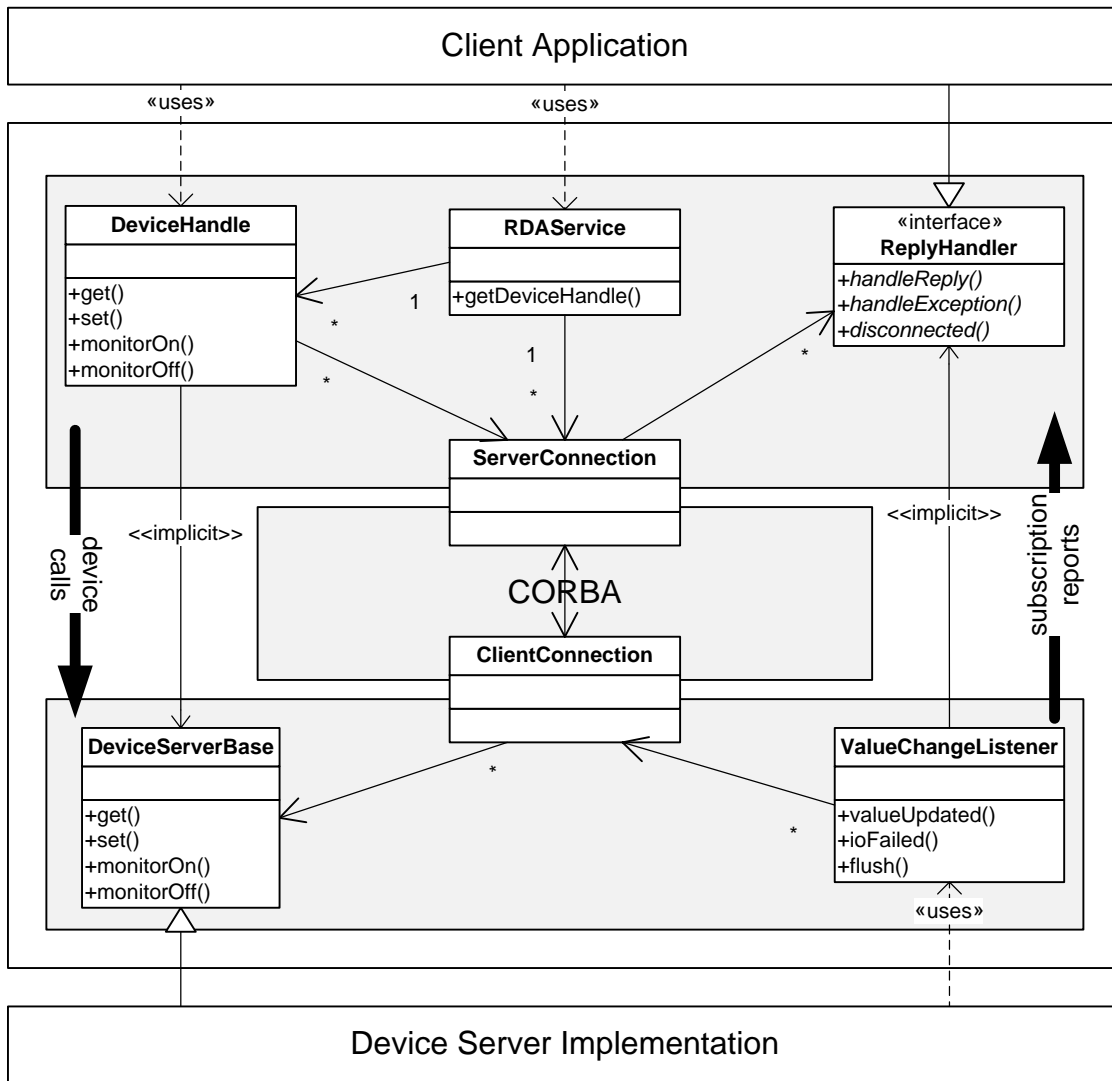 Client Application
«uses»
«uses»
DeviceHandle
+get()
+set()
+monitorOn()
+monitorOff()
RDAService
+getDeviceHandle()
«interface»
ReplyHandler
+handleReply()
+handleException()
+disconnected()
1
*
*
1
*
*
ServerConnection
<<implicit>>
<<implicit>>
device
calls
subscription
reports
CORBA
ClientConnection
DeviceServerBase
+get()
+set()
+monitorOn()
+monitorOff()
*
*
ValueChangeListener
+valueUpdated()
+ioFailed()
+flush()
«uses»
Device Server Implementation